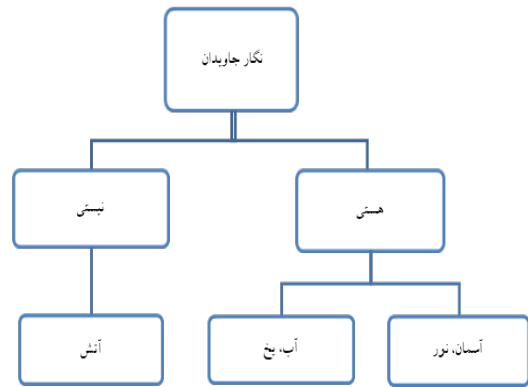 نگار جاویدان
هستی
نیستی
آسمان، نور
آب، یخ
آتش